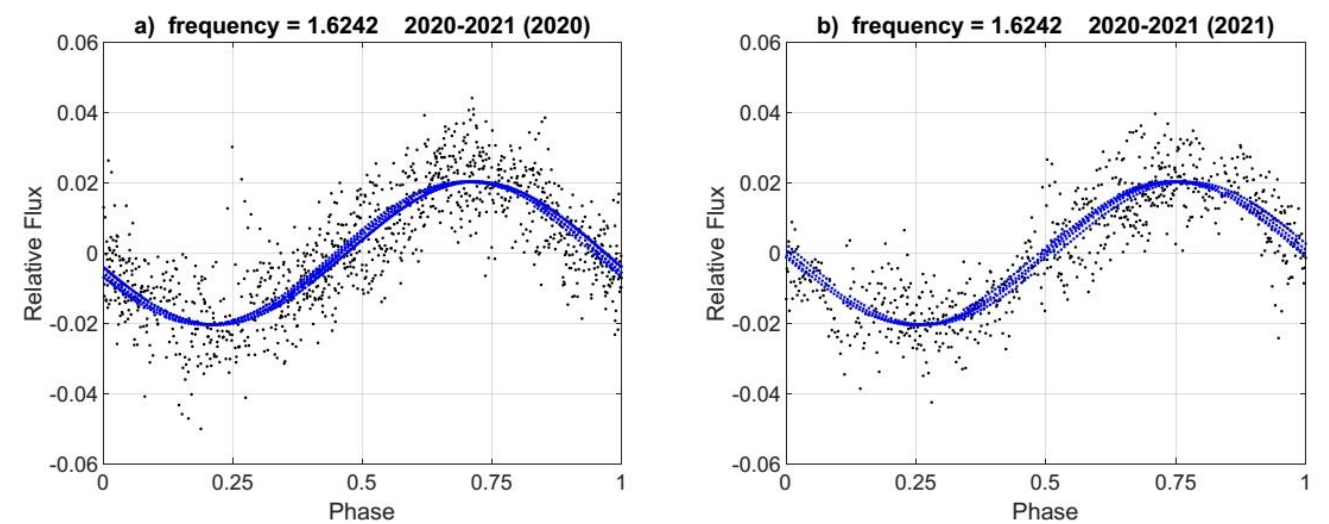 a) frequency = 1.6242 2020-2021 (2020)
0.06
0.04
0.02
0
-0.02
-0.04
-0.06
Relative Flux
0 0.25 0.5 0.75 1
Phase
b) frequency = 1.6242 2020-2021 (2021)
0.06
0.04
0.02
0
-0.02
-0.04
-0.06
Relative Flux
0 0.25 0.5 0.75 1
Phase